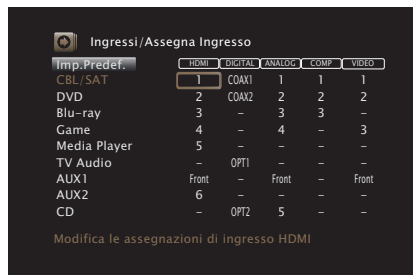 Ingressi/Assegna Ingresso
Imp.Predef. HDMI DIGITAL ANALOG COMP VIDEO
CBL/SAT 1 COAX1 1 1 1
DVD 2 COAX2 2 2 2
Blu-ray 3 – 3 3 –
Game 4 – 4 – 3
Media Player 5 – – – –
TV Audio – OPT1 – – –
AUX1 Front – Front – Front
AUX2 6 – – – –
CD – OPT2 5 – –
Modifica le assegnazioni di ingresso HDMI